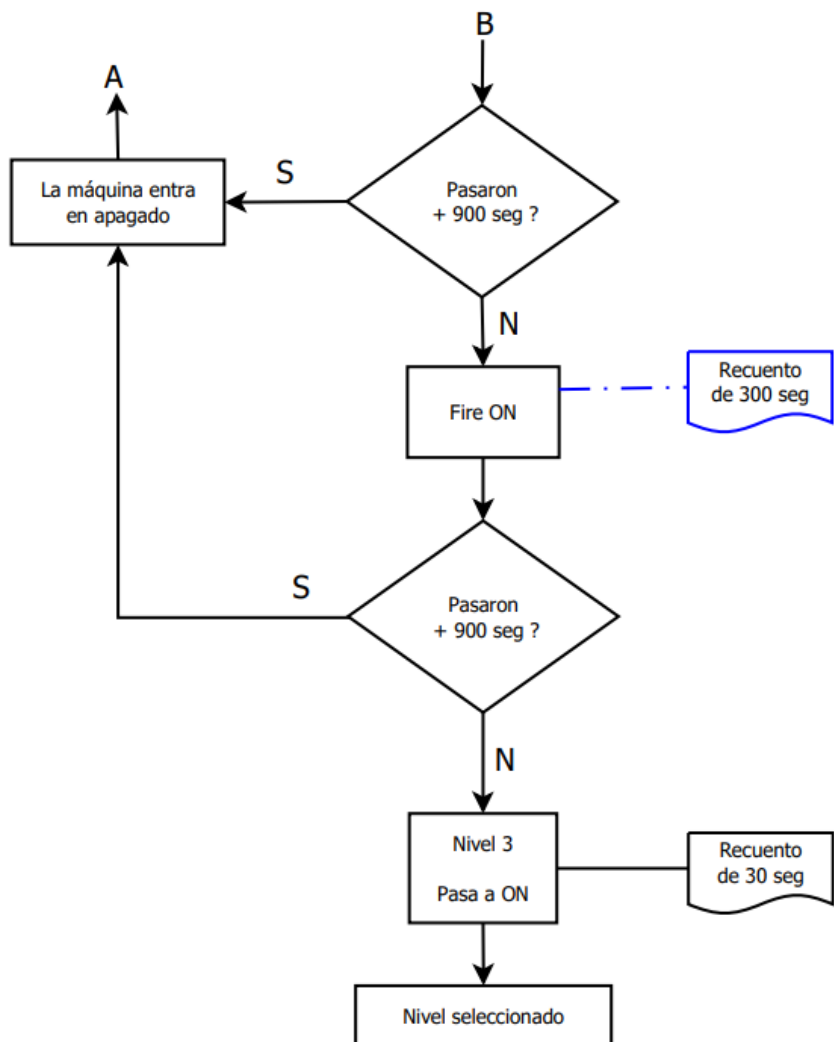 B
A
S
La máquina entra
en apagado
Pasaron
+ 900 seg ?
N
Fire ON
Recuento
de 300 seg
S
Pasaron
+ 900 seg ?
N
Nivel 3
Pasa a ON
Recuento
de 30 seg
Nivel seleccionado